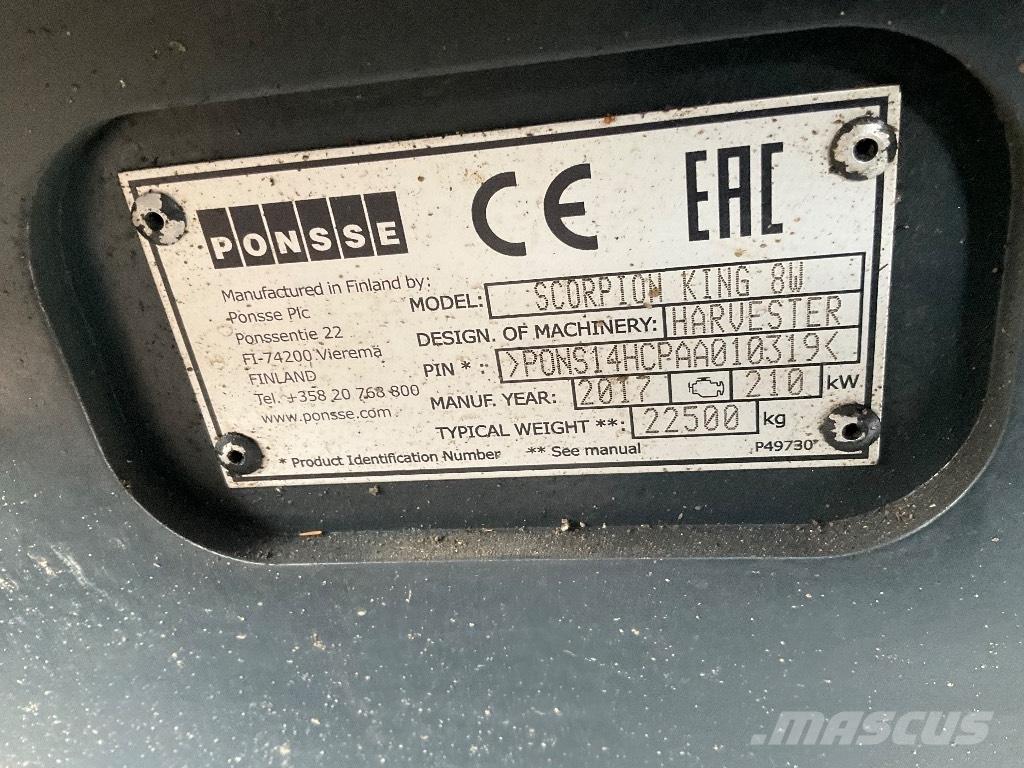 PONSSE CE EAC
Manufactured in Finland by:
Ponsse Plc
Ponssentie 22
FI-74200 Vieremä
FINLAND
Tel. +358 20 768 800
www.ponsse.com
MODEL: SCORPION KING 8W
DESIGN. OF MACHINERY: HARVESTER
PIN * : >PONS14HCPAA010319<
MANUF. YEAR: 2017 210 kW
TYPICAL WEIGHT **: 22500 kg
* Product Identification Number ** See manual P49730
MASCUS